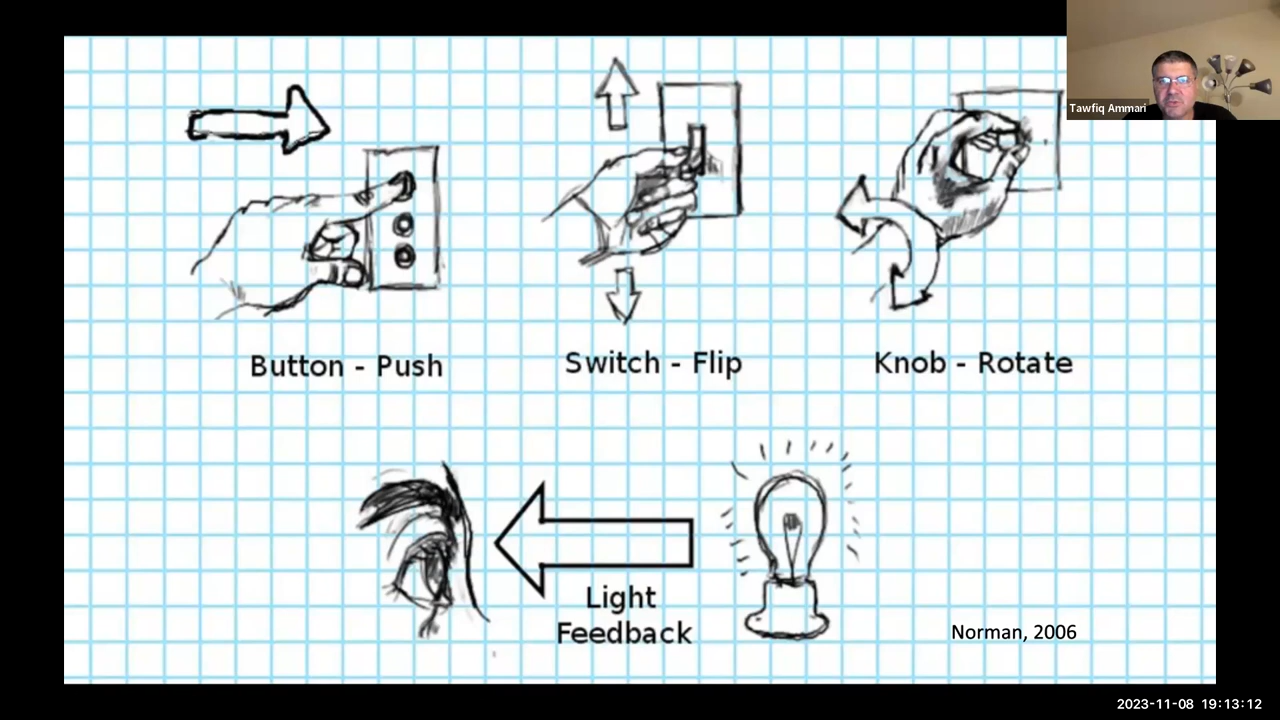 Tawfiq Ammari
Button - Push
Switch - Flip
Knob - Rotate
Light
Feedback
Norman, 2006
2023-11-08 19:13:12